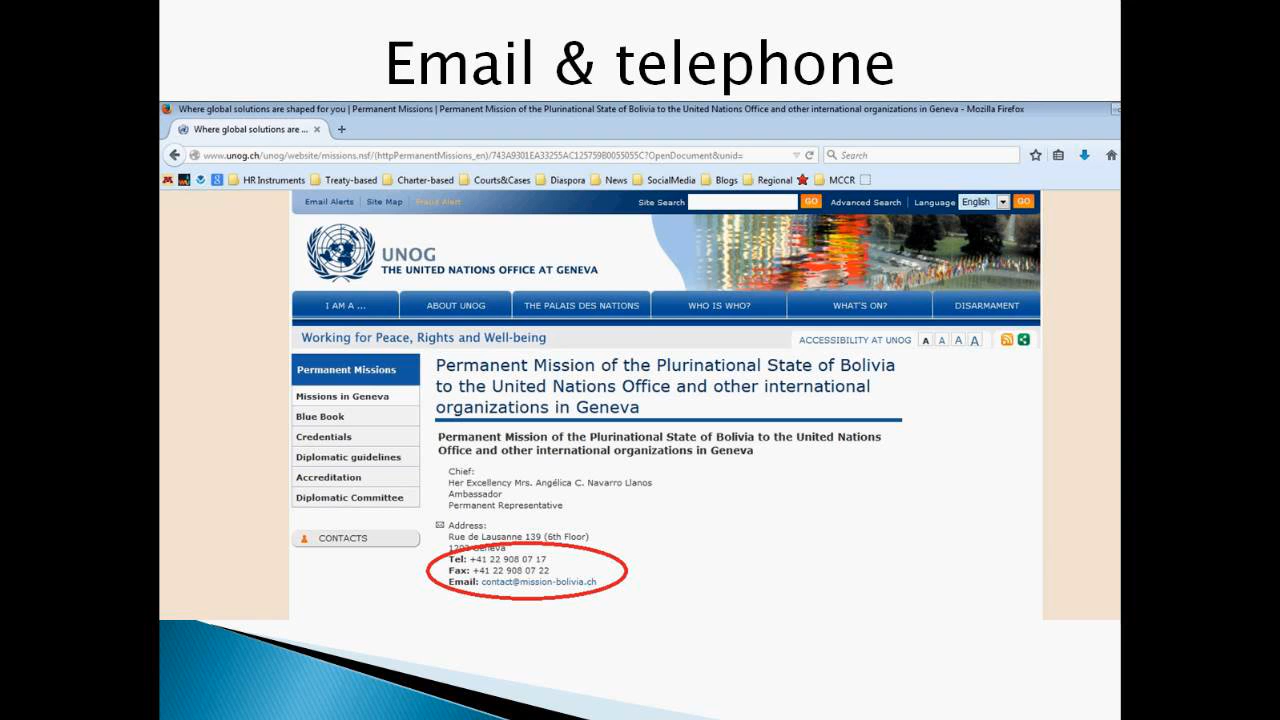 Email & telephone
Where global solutions are shaped for you | Permanent Missions | Permanent Mission of the Plurinational State of Bolivia to the United Nations Office and other international organizations in Geneva - Mozilla Firefox
Where global solutions are ... × +
www.unog.ch/unog/website/missions.nsf/(httpPermanentMissions_en)/743A9301EA33255AC125759B0055055C?OpenDocument&unid= Search
HR Instruments Treaty-based Charter-based Courts&Cases Diaspora News SocialMedia Blogs Regional MCCR
Email Alerts | Site Map | Fraud Alert Site Search GO Advanced Search | Language English GO
UNOG
THE UNITED NATIONS OFFICE AT GENEVA
I AM A ... ABOUT UNOG THE PALAIS DES NATIONS WHO IS WHO? WHAT'S ON? DISARMAMENT
Working for Peace, Rights and Well-being ACCESSIBILITY AT UNOG A A A A
Permanent Missions
Missions in Geneva
Blue Book
Credentials
Diplomatic guidelines
Accreditation
Diplomatic Committee
CONTACTS
Permanent Mission of the Plurinational State of Bolivia
to the United Nations Office and other international
organizations in Geneva
Permanent Mission of the Plurinational State of Bolivia to the United Nations
Office and other international organizations in Geneva
Chief:
Her Excellency Mrs. Angélica C. Navarro Llanos
Ambassador
Permanent Representative
Address:
Rue de Lausanne 139 (6th Floor)
1202 Geneva
Tel: +41 22 908 07 17
Fax: +41 22 908 07 22
Email: contact@mission-bolivia.ch